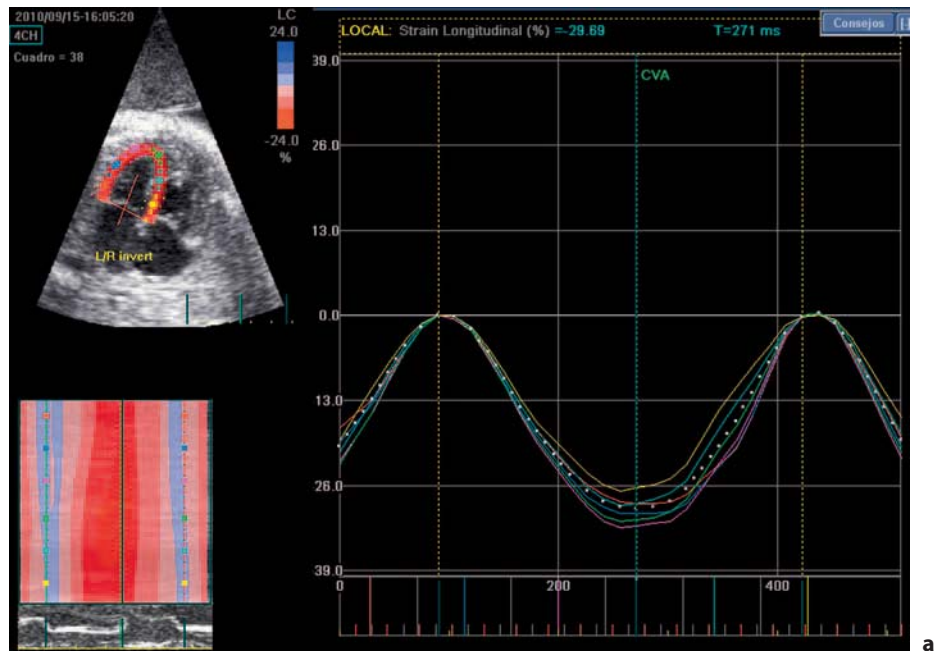 2010/09/15-16:05:20
LC
4CH
24.0
Cuadro = 38
-24.0
%
L/R invert
LOCAL: Strain Longitudinal (%) =-29.69 T=271 ms
Consejos
CVA
39.0
26.0
13.0
0.0
13.0
26.0
39.0
0 200 400
a